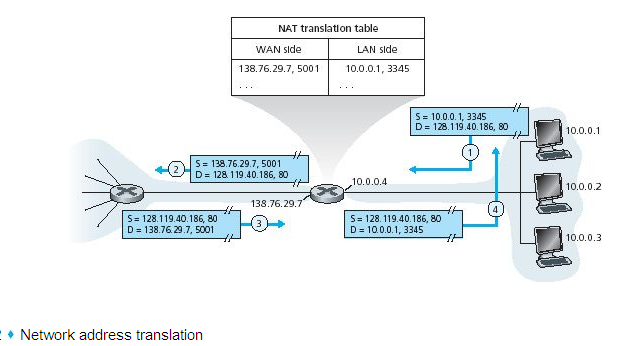 NAT translation table
WAN side LAN side
138.76.29.7, 5001 10.0.0.1, 3345
. . . . . .
S = 10.0.0.1, 3345
D = 128.119.40.186, 80
10.0.0.1
1
S = 138.76.29.7, 5001
D = 128.119.40.186, 80
2
10.0.0.4
10.0.0.2
138.76.29.7
4
S = 128.119.40.186, 80
D = 138.76.29.7, 5001
3
S = 128.119.40.186, 80
D = 10.0.0.1, 3345
10.0.0.3
Network address translation